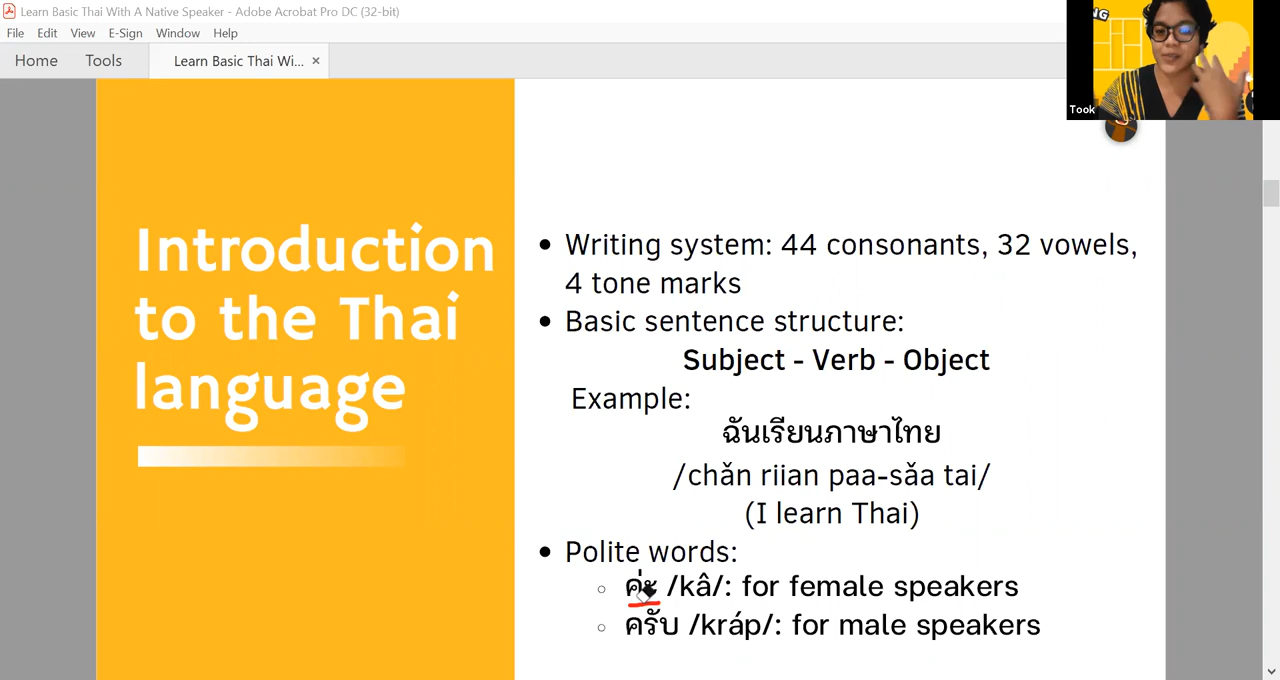 Learn Basic Thai With A Native Speaker - Adobe Acrobat Pro DC (32-bit)
File Edit View E-Sign Window Help
Home Tools Learn Basic Thai Wi... ×
NG
Took
Introduction
to the Thai
language
• Writing system: 44 consonants, 32 vowels,
4 tone marks
• Basic sentence structure:
Subject - Verb - Object
Example:
ฉันเรียนภาษาไทย
/chǎn riian paa-sǎa tai/
(I learn Thai)
• Polite words:
◦ ค่ะ /kâ/: for female speakers
◦ ครับ /kráp/: for male speakers